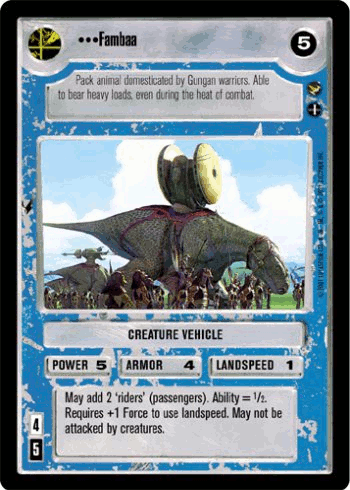 •••Fambaa
5
Pack animal domesticated by Gungan warriors. Able
to bear heavy loads, even during the heat of combat.
CREATURE VEHICLE
POWER 5 ARMOR 4 LANDSPEED 1
May add 2 'riders' (passengers). Ability = 1/2.
Requires +1 Force to use landspeed. May not be
attacked by creatures.
4
5